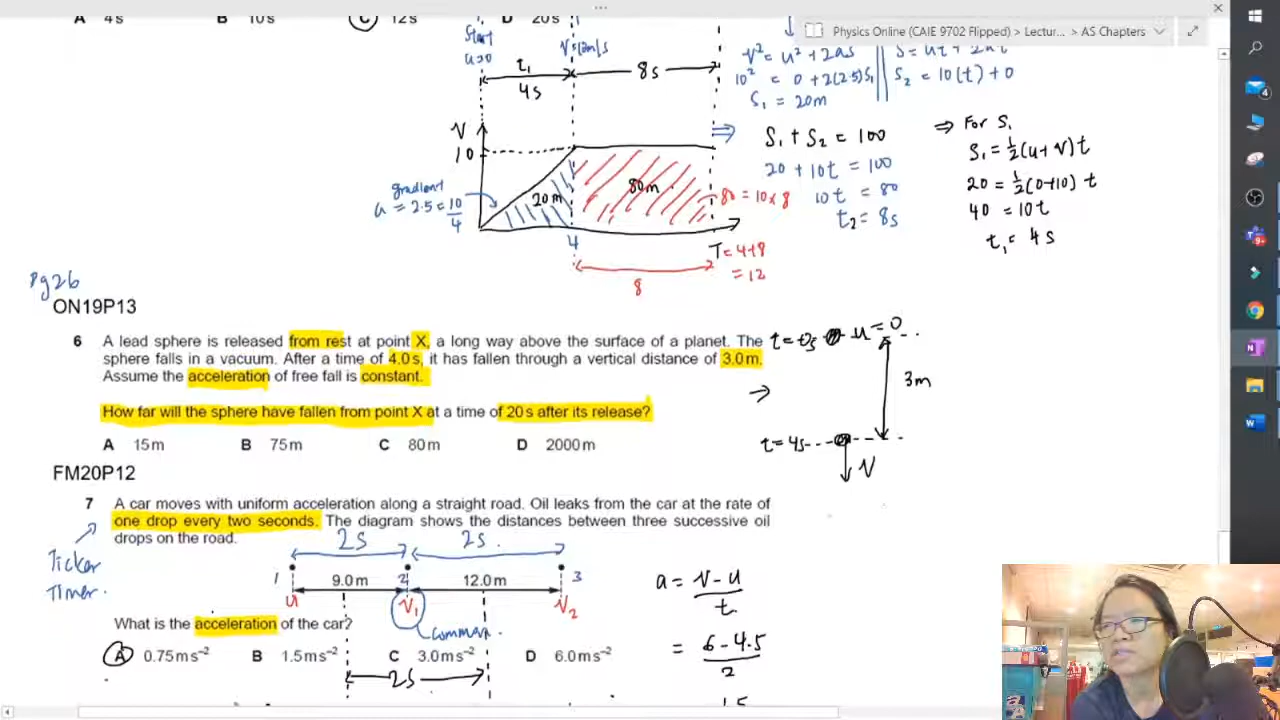 A 4s B 10s C 12s D 20s
Start
u=0
V=10m/s
t₁
4s
8s
V² = u² + 2as
10² = 0 + 2(2.5)S₁
S₁ = 20m
S₂ = 10(t) + 0
V
10
gradient
a = 2.5 = 10/4
20m
80m
80 = 10 × 8
4
T = 4+8
= 12
8
⇒ S₁ + S₂ = 100
20 + 10t = 100
10t = 80
t₂ = 8s
⇒ For S₁
S₁ = ½(u+V)t
20 = ½(0+10) t
40 = 10t
t₁ = 4s
Physics Online (CAIE 9702 Flipped) > Lectur... > AS Chapters
Pg26
ON19P13
6 A lead sphere is released from rest at point X, a long way above the surface of a planet. The
sphere falls in a vacuum. After a time of 4.0s, it has fallen through a vertical distance of 3.0m.
Assume the acceleration of free fall is constant.
How far will the sphere have fallen from point X at a time of 20s after its release?
A 15m B 75m C 80m D 2000m
t=0s u=0
3m
t=4s
V
FM20P12
7 A car moves with uniform acceleration along a straight road. Oil leaks from the car at the rate of
one drop every two seconds. The diagram shows the distances between three successive oil
drops on the road.
Ticker
Timer.
2s 2s.
1 9.0m 2 12.0m 3
u V₁ V₂
common.
What is the acceleration of the car?
A 0.75ms⁻² B 1.5ms⁻² C 3.0ms⁻² D 6.0ms⁻²
2s
a = V-u/t
= 6-4.5/2
1.5